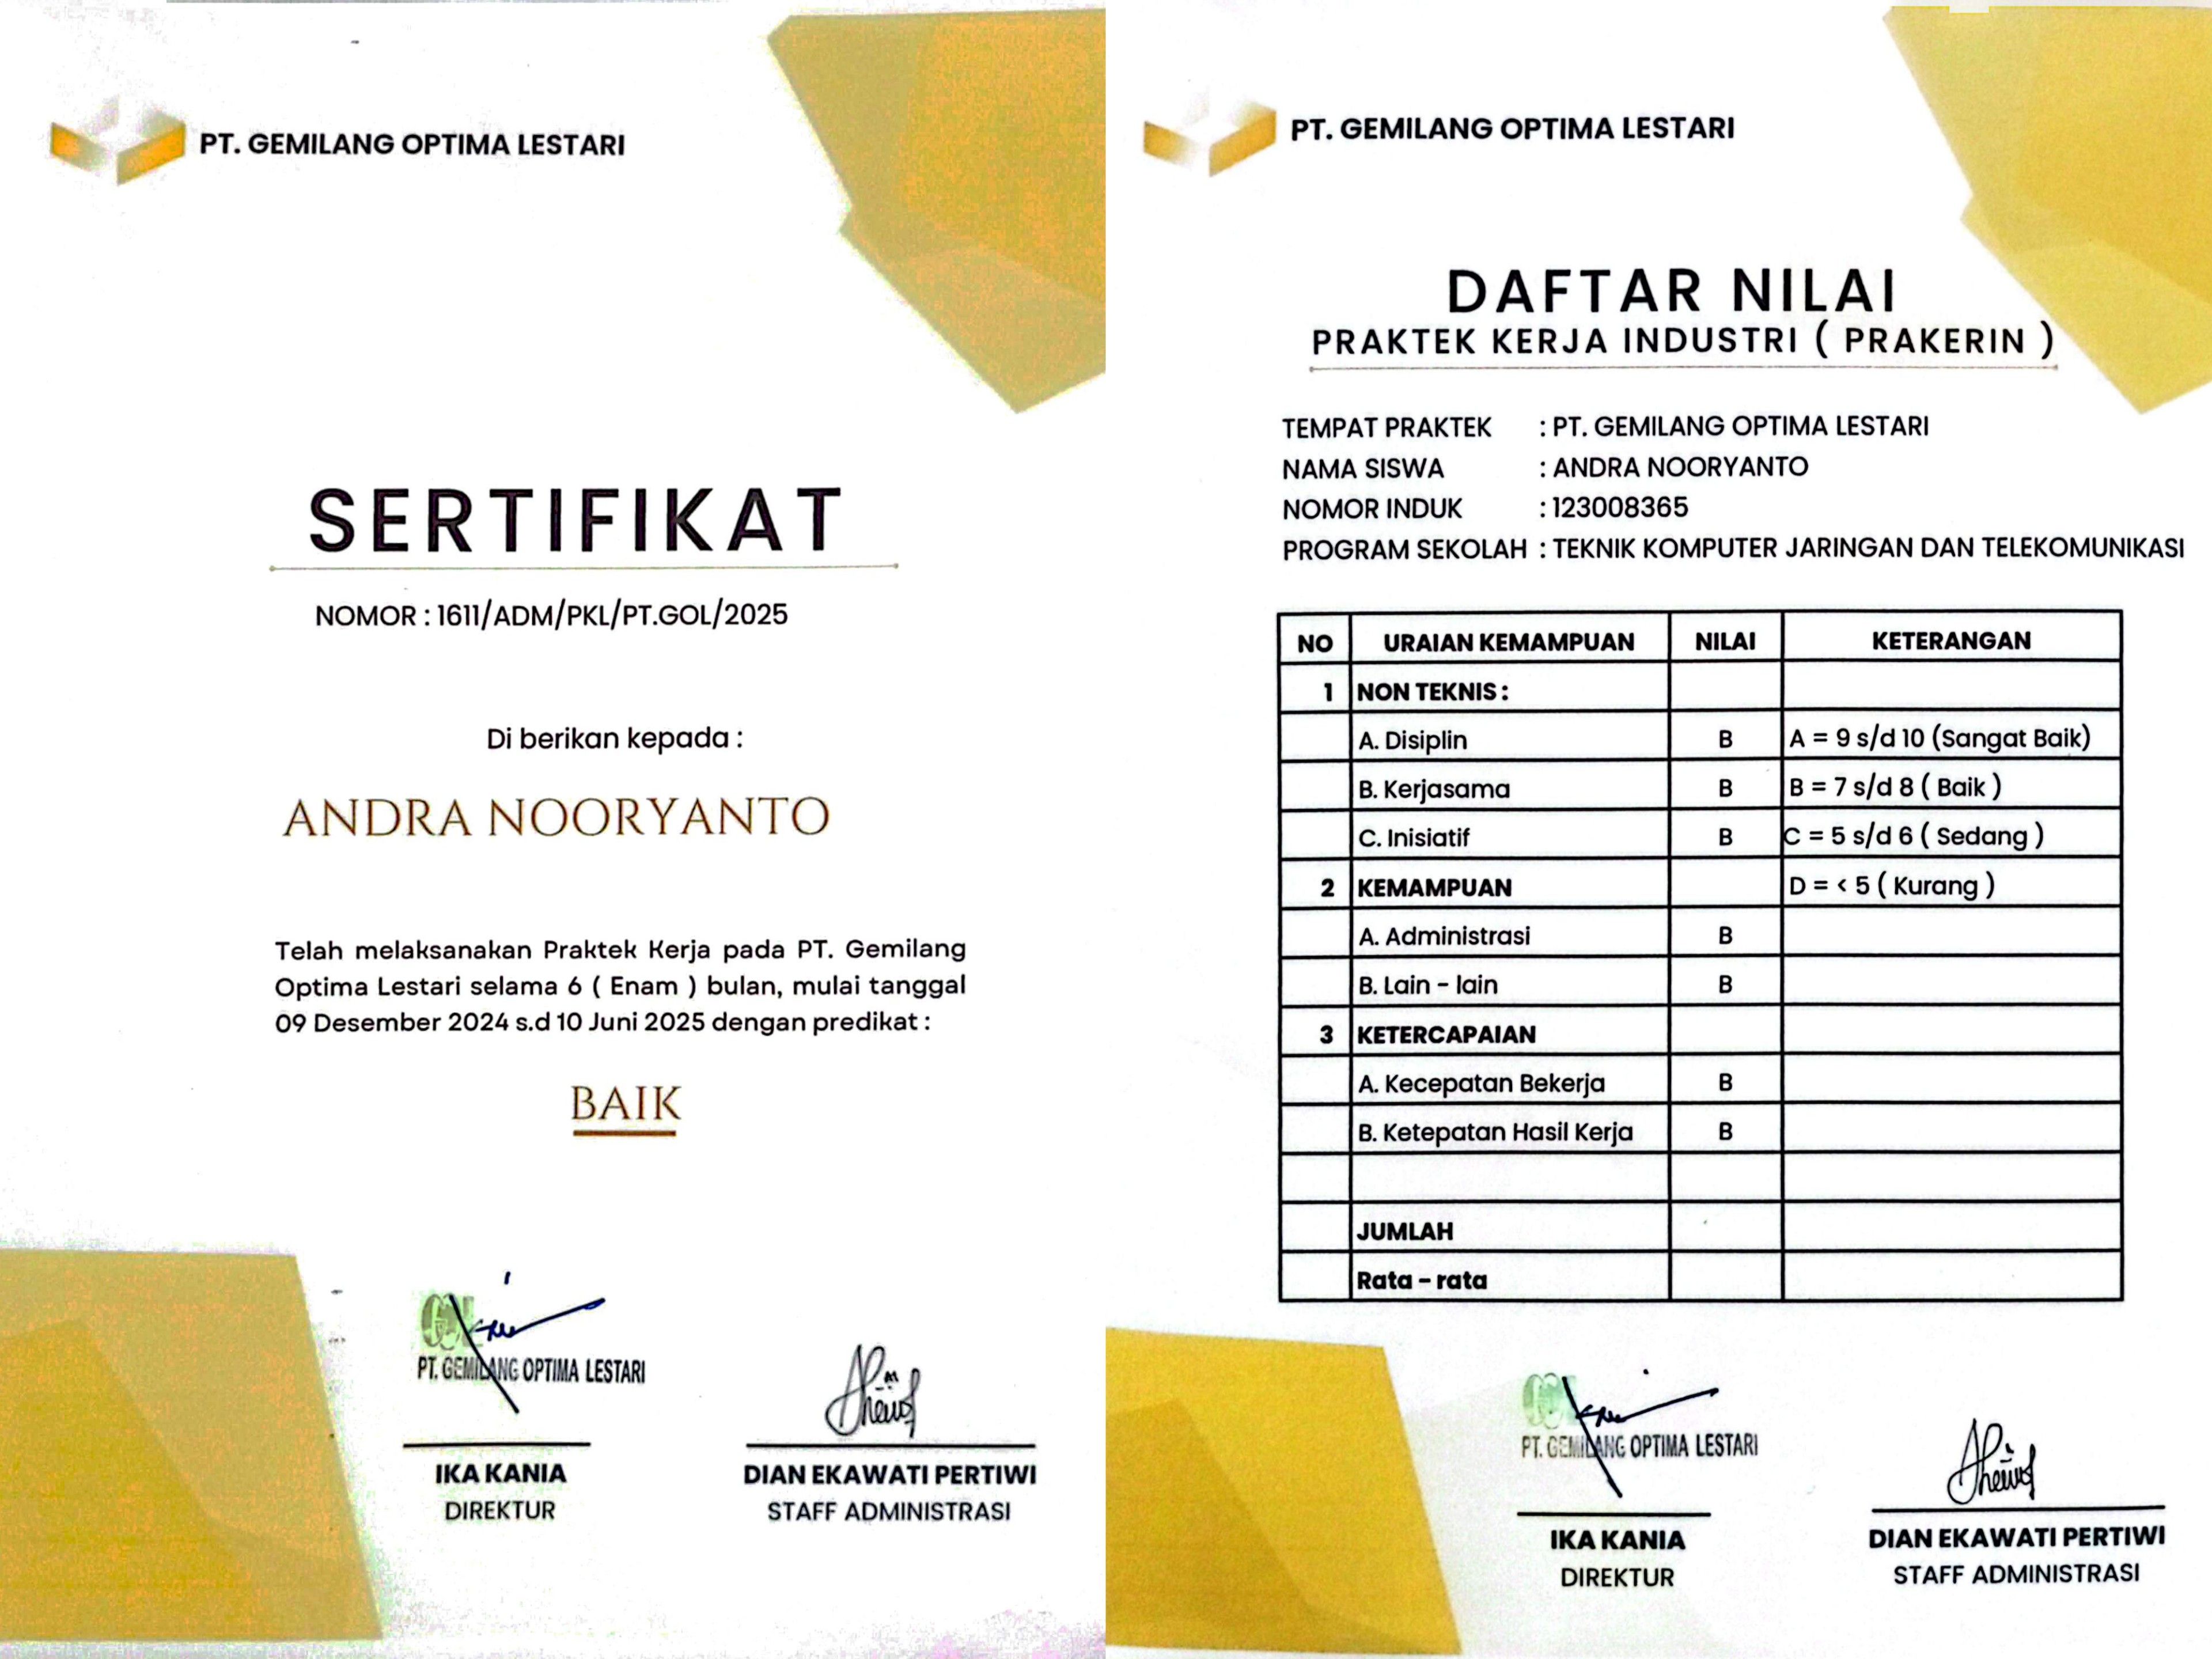 PT. GEMILANG OPTIMA LESTARI
SERTIFIKAT
NOMOR : 1611/ADM/PKL/PT.GOL/2025
Di berikan kepada :
ANDRA NOORYANTO
Telah melaksanakan Praktek Kerja pada PT. Gemilang
Optima Lestari selama 6 ( Enam ) bulan, mulai tanggal
09 Desember 2024 s.d 10 Juni 2025 dengan predikat :
BAIK
GOL
PT. GEMILANG OPTIMA LESTARI
IKA KANIA
DIREKTUR
DIAN EKAWATI PERTIWI
STAFF ADMINISTRASI
PT. GEMILANG OPTIMA LESTARI
DAFTAR NILAI
PRAKTEK KERJA INDUSTRI ( PRAKERIN )
TEMPAT PRAKTEK : PT. GEMILANG OPTIMA LESTARI
NAMA SISWA : ANDRA NOORYANTO
NOMOR INDUK : 123008365
PROGRAM SEKOLAH : TEKNIK KOMPUTER JARINGAN DAN TELEKOMUNIKASI
NO URAIAN KEMAMPUAN NILAI KETERANGAN
1 NON TEKNIS :
A. Disiplin B A = 9 s/d 10 (Sangat Baik)
B. Kerjasama B B = 7 s/d 8 ( Baik )
C. Inisiatif B C = 5 s/d 6 ( Sedang )
2 KEMAMPUAN D = < 5 ( Kurang )
A. Administrasi B
B. Lain - lain B
3 KETERCAPAIAN
A. Kecepatan Bekerja B
B. Ketepatan Hasil Kerja B
JUMLAH
Rata - rata
GOL
PT. GEMILANG OPTIMA LESTARI
IKA KANIA
DIREKTUR
DIAN EKAWATI PERTIWI
STAFF ADMINISTRASI